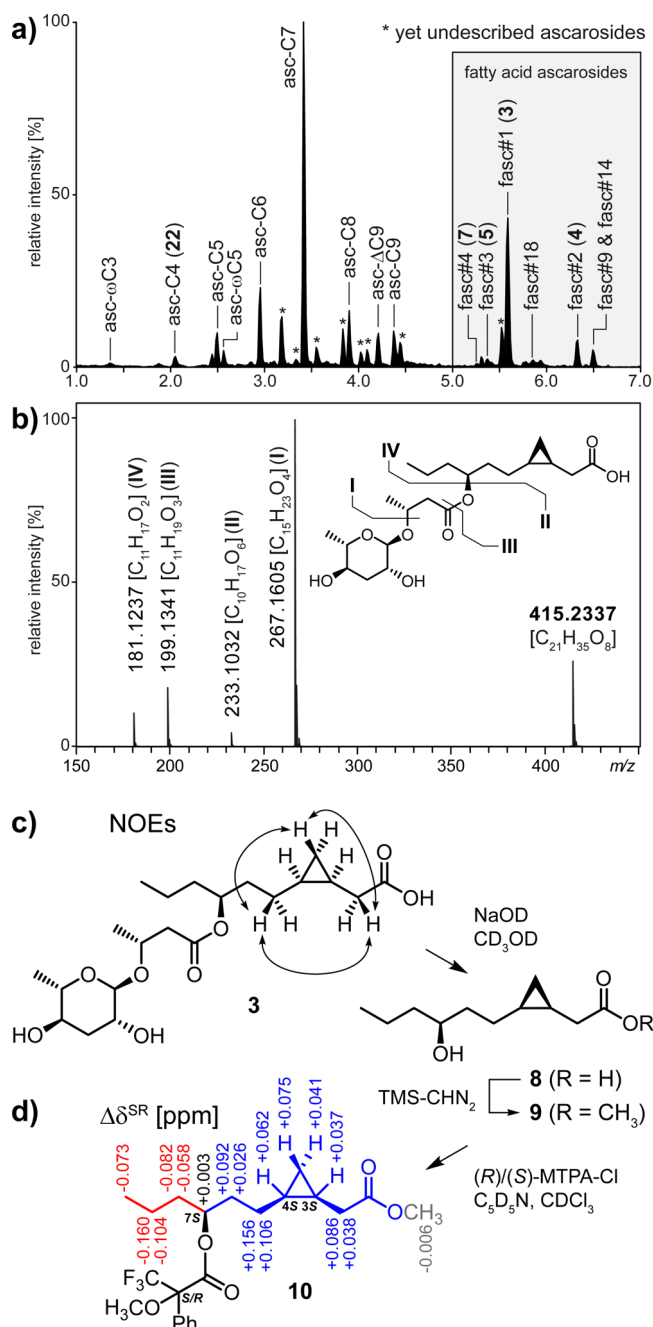 a)
* yet undescribed ascarosides
fatty acid ascarosides
relative intensity [%]
100
50
0
1.0 2.0 3.0 4.0 5.0 6.0 7.0
asc-ωC3
asc-C4 (22)
asc-C5
asc-ωC5
asc-C6
*
*
asc-C7
*
*
asc-C8
*
*
asc-ΔC9
asc-C9
*
fasc#4 (7)
fasc#3 (5)
*
fasc#1 (3)
fasc#18
fasc#2 (4)
fasc#9 & fasc#14
b)
relative intensity [%]
100
50
0
150 200 250 300 350 400 m/z
181.1237 [C11H17O2] (IV)
199.1341 [C11H19O3] (III)
233.1032 [C10H17O6] (II)
267.1605 [C15H23O4] (I)
415.2337
[C21H35O8]
IV
I
II
III
O
OH
O
O
O
O
HO
OH
c)
NOEs
H H
H H
O
OH
H H H H
O
O
O
O
HO
OH
3
NaOD
CD3OD
O
OR
OH
8 (R = H)
TMS-CHN2
9 (R = CH3)
d)
ΔδSR [ppm]
-0.073
-0.160
-0.104
-0.082
-0.058
+0.003
+0.092
+0.026
+0.156
+0.106
+0.062
+0.075
+0.041
+0.037
+0.086
+0.038
-0.006
H H
H H
7S
4S 3S
O
OCH3
O
F3C
O
H3CO
S/R
Ph
10
(R)/(S)-MTPA-Cl
C5D5N, CDCl3